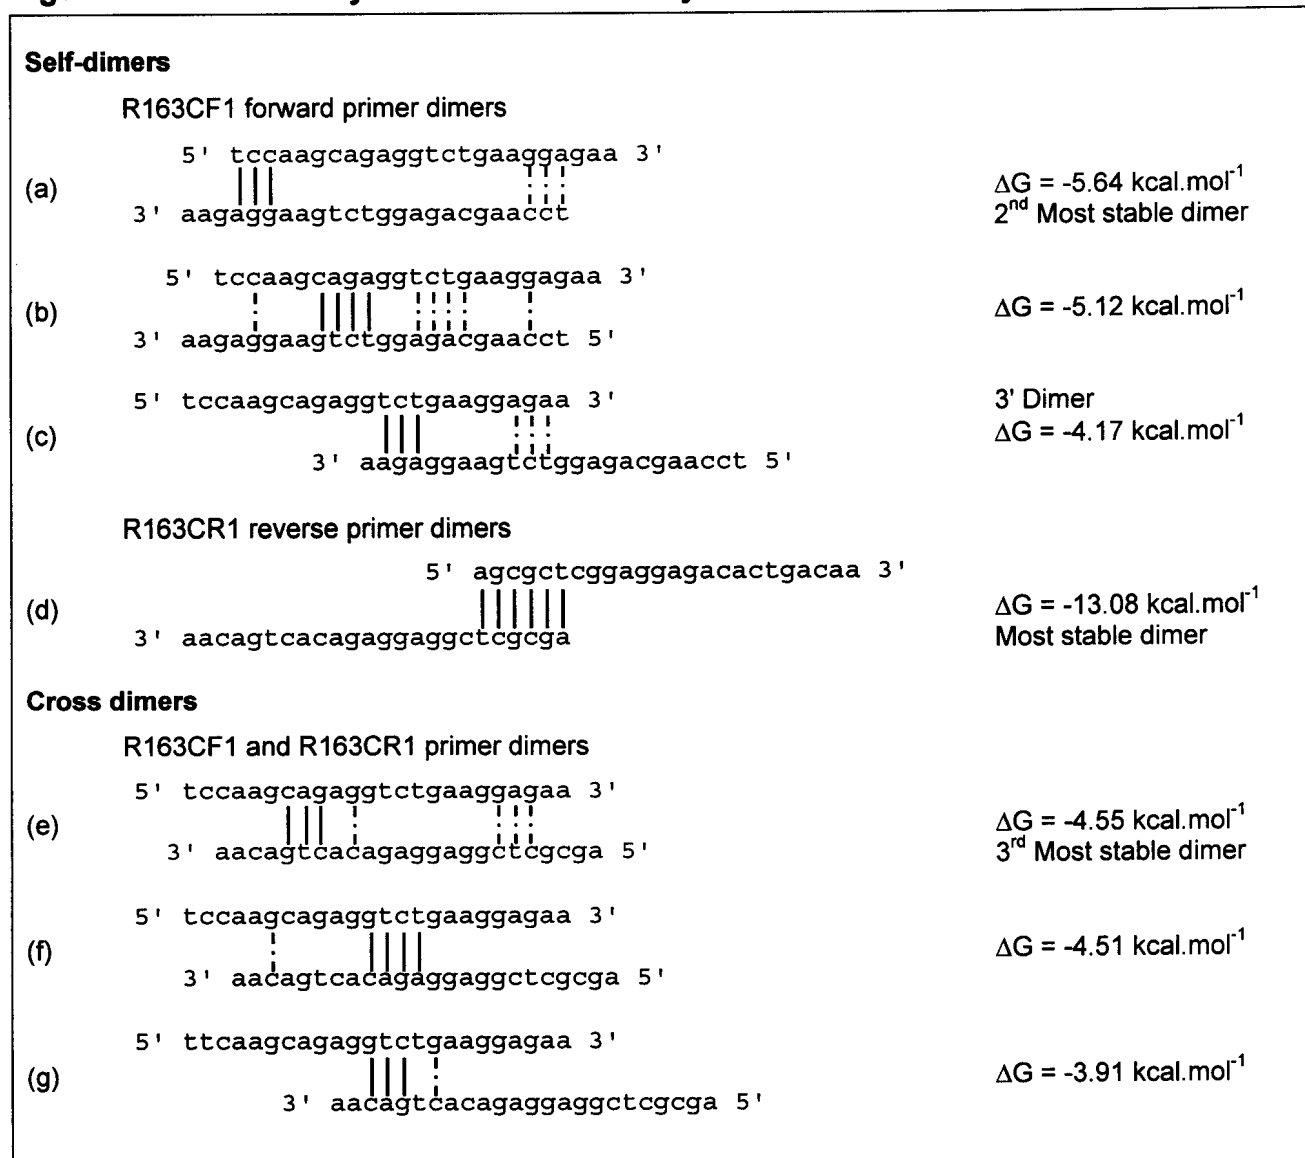 Self-dimers
R163CF1 forward primer dimers
5' tccaagcagaggtctgaaggagaa 3'
(a)
3' aagaggaagtctggagacgaacct
ΔG = -5.64 kcal.mol-1
2nd Most stable dimer
5' tccaagcagaggtctgaaggagaa 3'
(b)
3' aagaggaagtctggagacgaacct 5'
ΔG = -5.12 kcal.mol-1
5' tccaagcagaggtctgaaggagaa 3'
(c)
3' aagaggaagtctggagacgaacct 5'
3' Dimer
ΔG = -4.17 kcal.mol-1
R163CR1 reverse primer dimers
5' agcgctcggaggagacactgacaa 3'
(d)
3' aacagtcacagaggaggctcgcga
ΔG = -13.08 kcal.mol-1
Most stable dimer
Cross dimers
R163CF1 and R163CR1 primer dimers
5' tccaagcagaggtctgaaggagaa 3'
(e)
3' aacagtcacagaggaggctcgcga 5'
ΔG = -4.55 kcal.mol-1
3rd Most stable dimer
5' tccaagcagaggtctgaaggagaa 3'
(f)
3' aacagtcacagaggaggctcgcga 5'
ΔG = -4.51 kcal.mol-1
5' ttcaagcagaggtctgaaggagaa 3'
(g)
3' aacagtcacagaggaggctcgcga 5'
ΔG = -3.91 kcal.mol-1